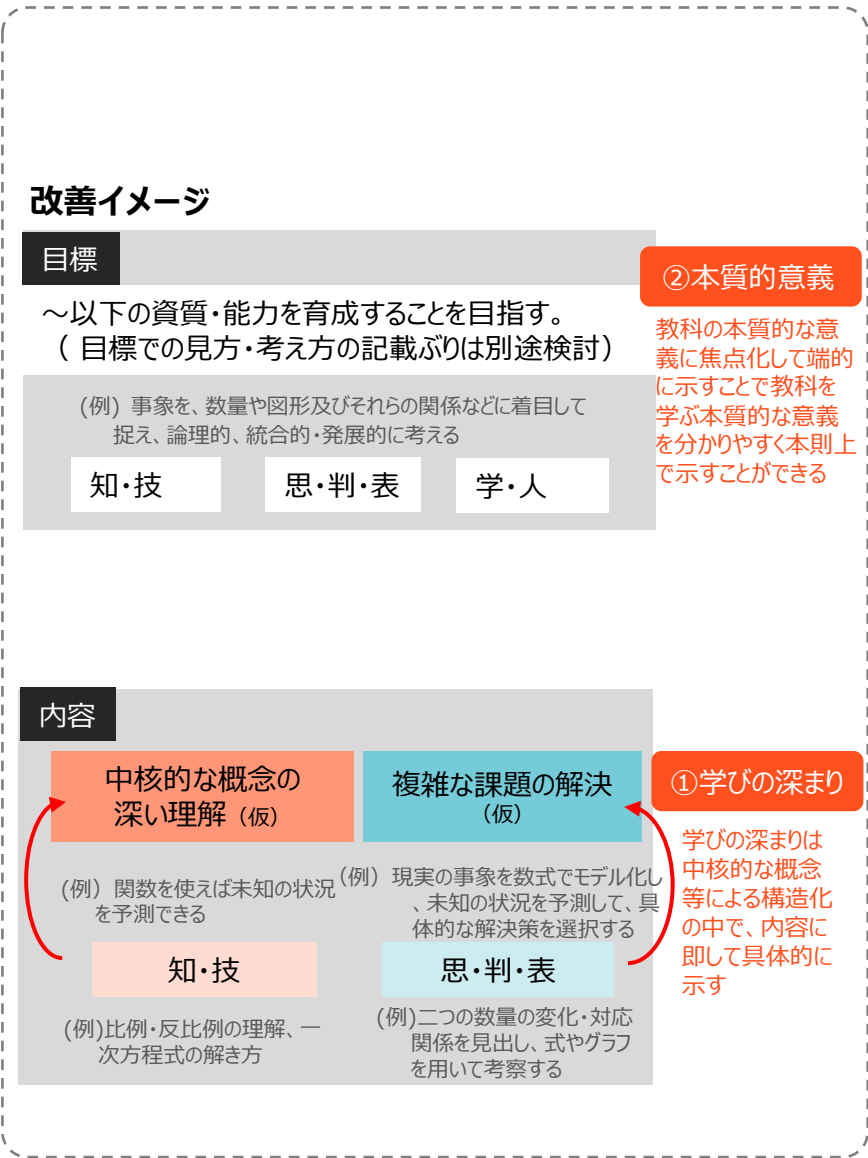 改善イメージ
目標
～以下の資質・能力を育成することを目指す。
（ 目標での見方・考え方の記載ぶりは別途検討）
(例) 事象を、数量や図形及びそれらの関係などに着目して
捉え、論理的、統合的・発展的に考える
知・技
思・判・表
学・人
②本質的意義
教科の本質的な意
義に焦点化して端的
に示すことで教科を
学ぶ本質的な意義
を分かりやすく本則上
で示すことができる
内容
中核的な概念の
深い理解（仮）
複雑な課題の解決
（仮）
(例) 関数を使えば未知の状況
を予測できる
(例) 現実の事象を数式でモデル化し
、未知の状況を予測して、具
体的な解決策を選択する
知・技
思・判・表
(例)比例・反比例の理解、一
次方程式の解き方
(例)二つの数量の変化・対応
関係を見出し、式やグラフ
を用いて考察する
①学びの深まり
学びの深まりは
中核的な概念
等による構造化
の中で、内容に
即して具体的に
示す